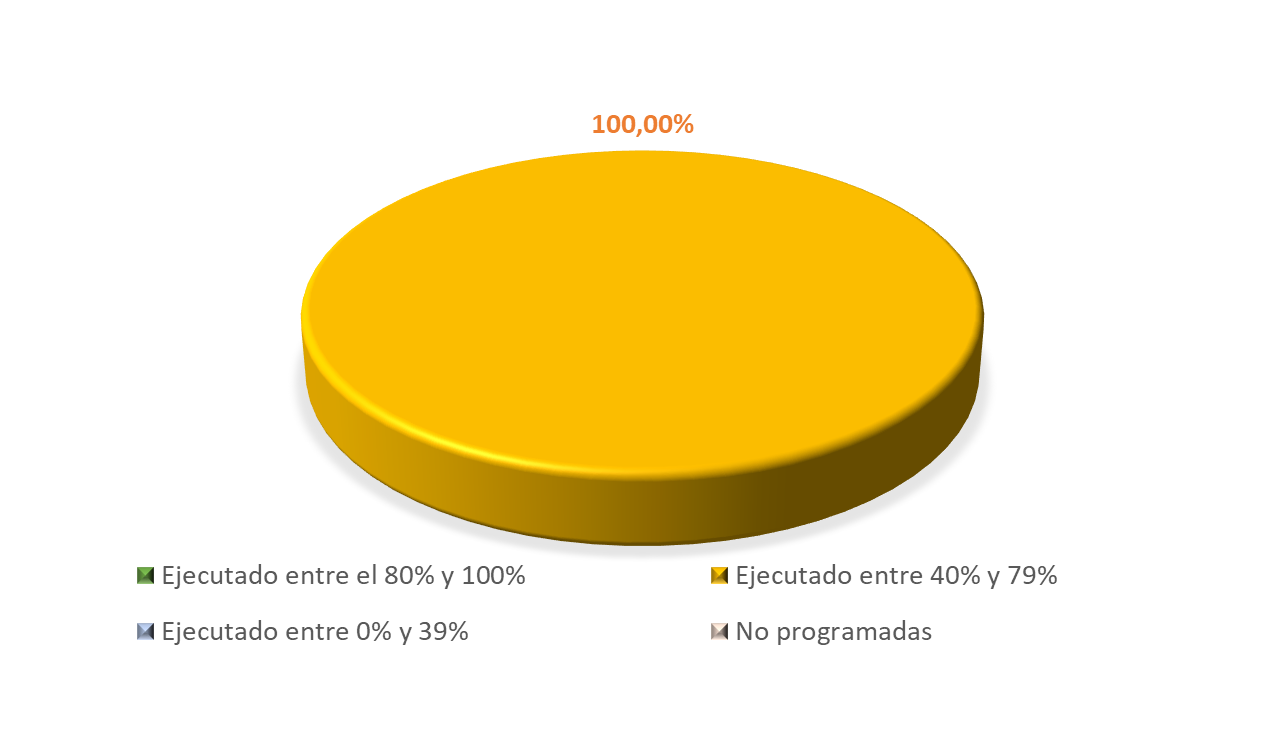 100,00%
Ejecutado entre el 80% y 100%
Ejecutado entre 40% y 79%
Ejecutado entre 0% y 39%
No programadas